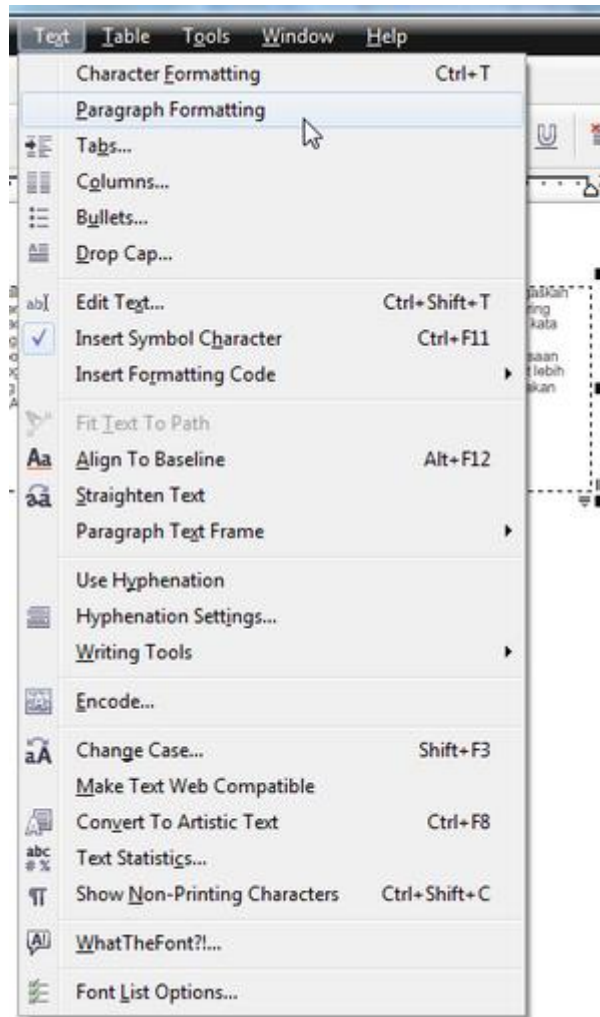 Text Table Tools Window Help
Character Formatting Ctrl+T
Paragraph Formatting
Tabs...
Columns...
Bullets...
Drop Cap...
Edit Text... Ctrl+Shift+T
Insert Symbol Character Ctrl+F11
Insert Formatting Code
Fit Text To Path
Align To Baseline Alt+F12
Straighten Text
Paragraph Text Frame
Use Hyphenation
Hyphenation Settings...
Writing Tools
Encode...
Change Case... Shift+F3
Make Text Web Compatible
Convert To Artistic Text Ctrl+F8
Text Statistics...
Show Non-Printing Characters Ctrl+Shift+C
WhatTheFont?!...
Font List Options...
kata
lebih